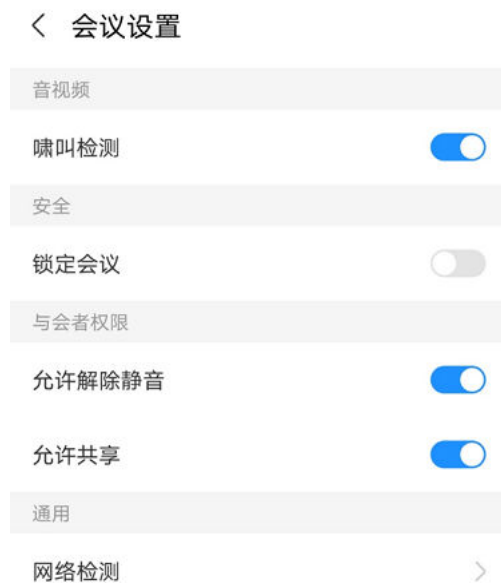 会议设置
音视频
啸叫检测
安全
锁定会议
与会者权限
允许解除静音
允许共享
通用
网络检测